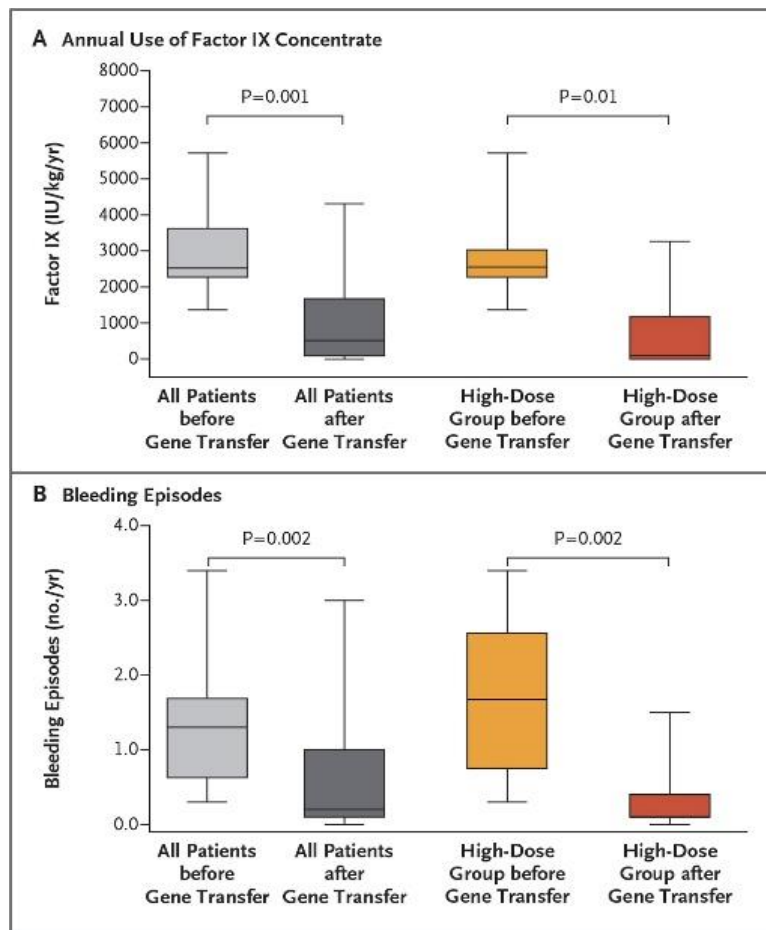 A Annual Use of Factor IX Concentrate
8000
7000
6000
5000
4000
3000
2000
1000
0
Factor IX (IU/kg/yr)
P=0.001
P=0.01
All Patients
before
Gene Transfer
All Patients
after
Gene Transfer
High-Dose
Group before
Gene Transfer
High-Dose
Group after
Gene Transfer
B Bleeding Episodes
4.0
3.0
2.0
1.0
0.0
Bleeding Episodes (no./yr)
P=0.002
P=0.002
All Patients
before
Gene Transfer
All Patients
after
Gene Transfer
High-Dose
Group before
Gene Transfer
High-Dose
Group after
Gene Transfer